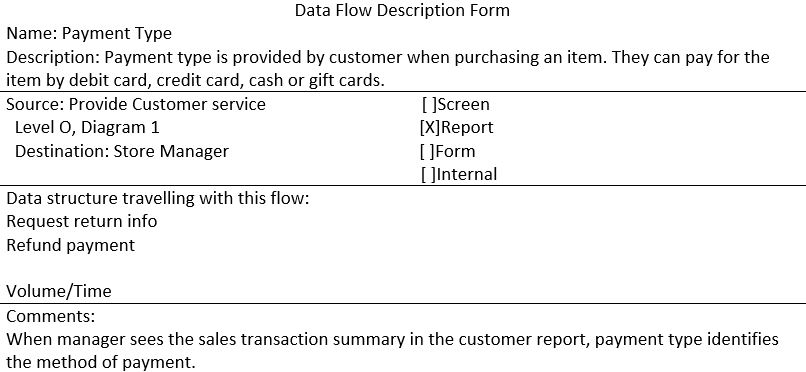 Data Flow Description Form
Name: Payment Type
Description: Payment type is provided by customer when purchasing an item. They can pay for the
item by debit card, credit card, cash or gift cards.
Source: Provide Customer service [ ]Screen
Level O, Diagram 1 [X]Report
Destination: Store Manager [ ]Form
[ ]Internal
Data structure travelling with this flow:
Request return info
Refund payment
Volume/Time
Comments:
When manager sees the sales transaction summary in the customer report, payment type identifies
the method of payment.